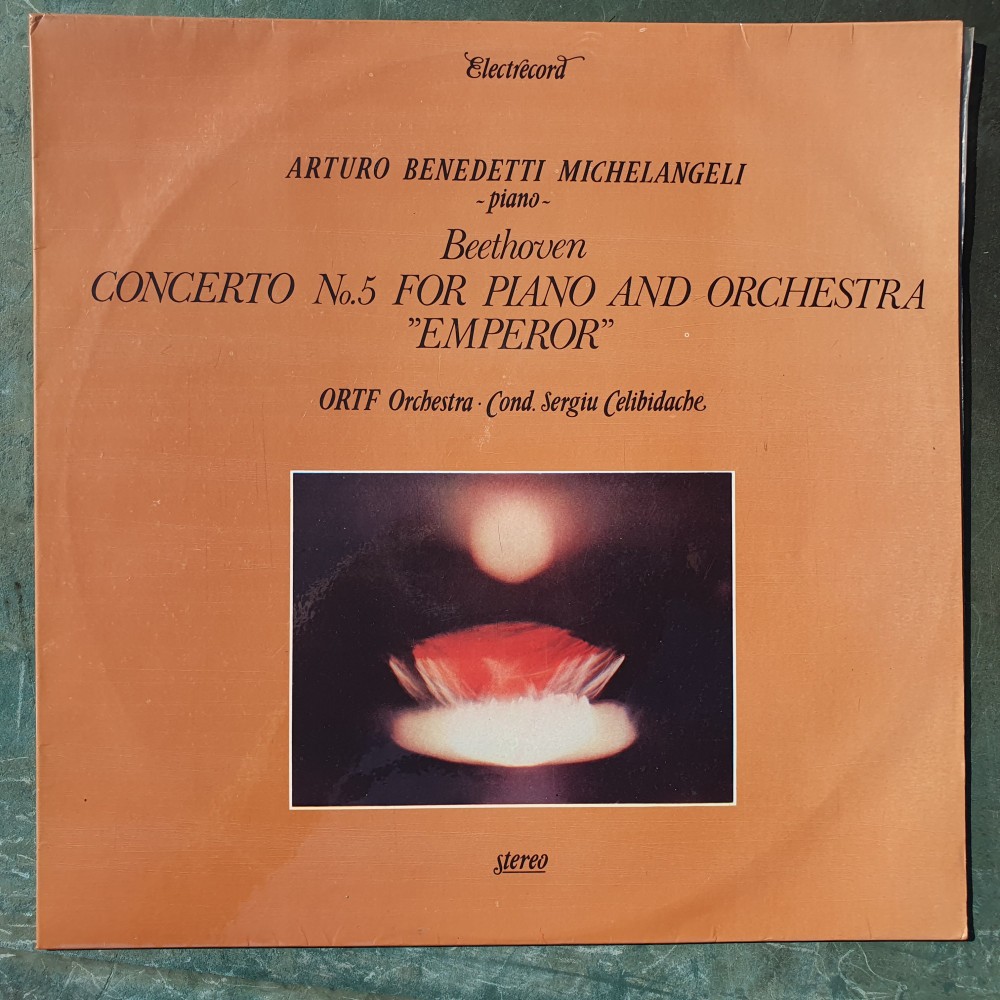 Electrecord
ARTURO BENEDETTI MICHELANGELI
~piano~
Beethoven
CONCERTO No.5 FOR PIANO AND ORCHESTRA
”EMPEROR”
ORTF Orchestra · Cond. Sergiu Celibidache
stereo